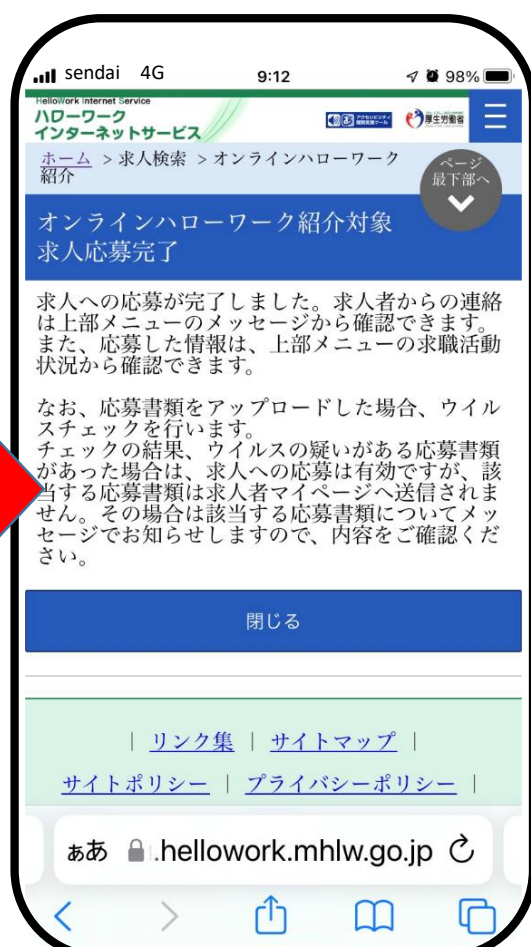 sendai 4G 9:12 98%
HelloWork Internet Service
ハローワーク
インターネットサービス
厚生労働省
ホーム > 求人検索 > オンラインハローワーク
紹介
ページ
最下部へ
オンラインハローワーク紹介対象
求人応募完了
求人への応募が完了しました。求人者からの連絡
は上部メニューのメッセージから確認できます。
また、応募した情報は、上部メニューの求職活動
状況から確認できます。
なお、応募書類をアップロードした場合、ウイル
スチェックを行います。
チェックの結果、ウイルスの疑いがある応募書類
があった場合は、求人への応募は有効ですが、該
当する応募書類は求人者マイページへ送信されま
せん。その場合は該当する応募書類についてメッ
セージでお知らせしますので、内容をご確認くだ
さい。
閉じる
| リンク集 | サイトマップ |
サイトポリシー | プライバシーポリシー |
ぁあ .hellowork.mhlw.go.jp